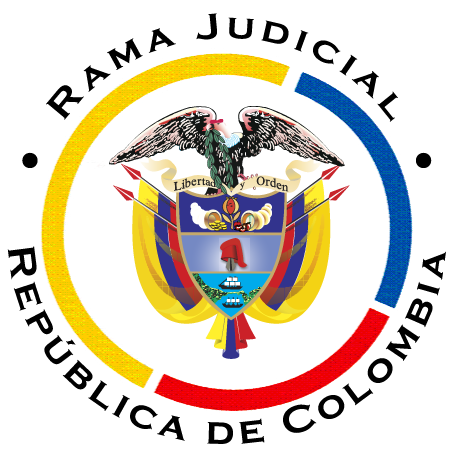 RAMA JUDICIAL
Libertad y Orden
REPÚBLICA DE COLOMBIA